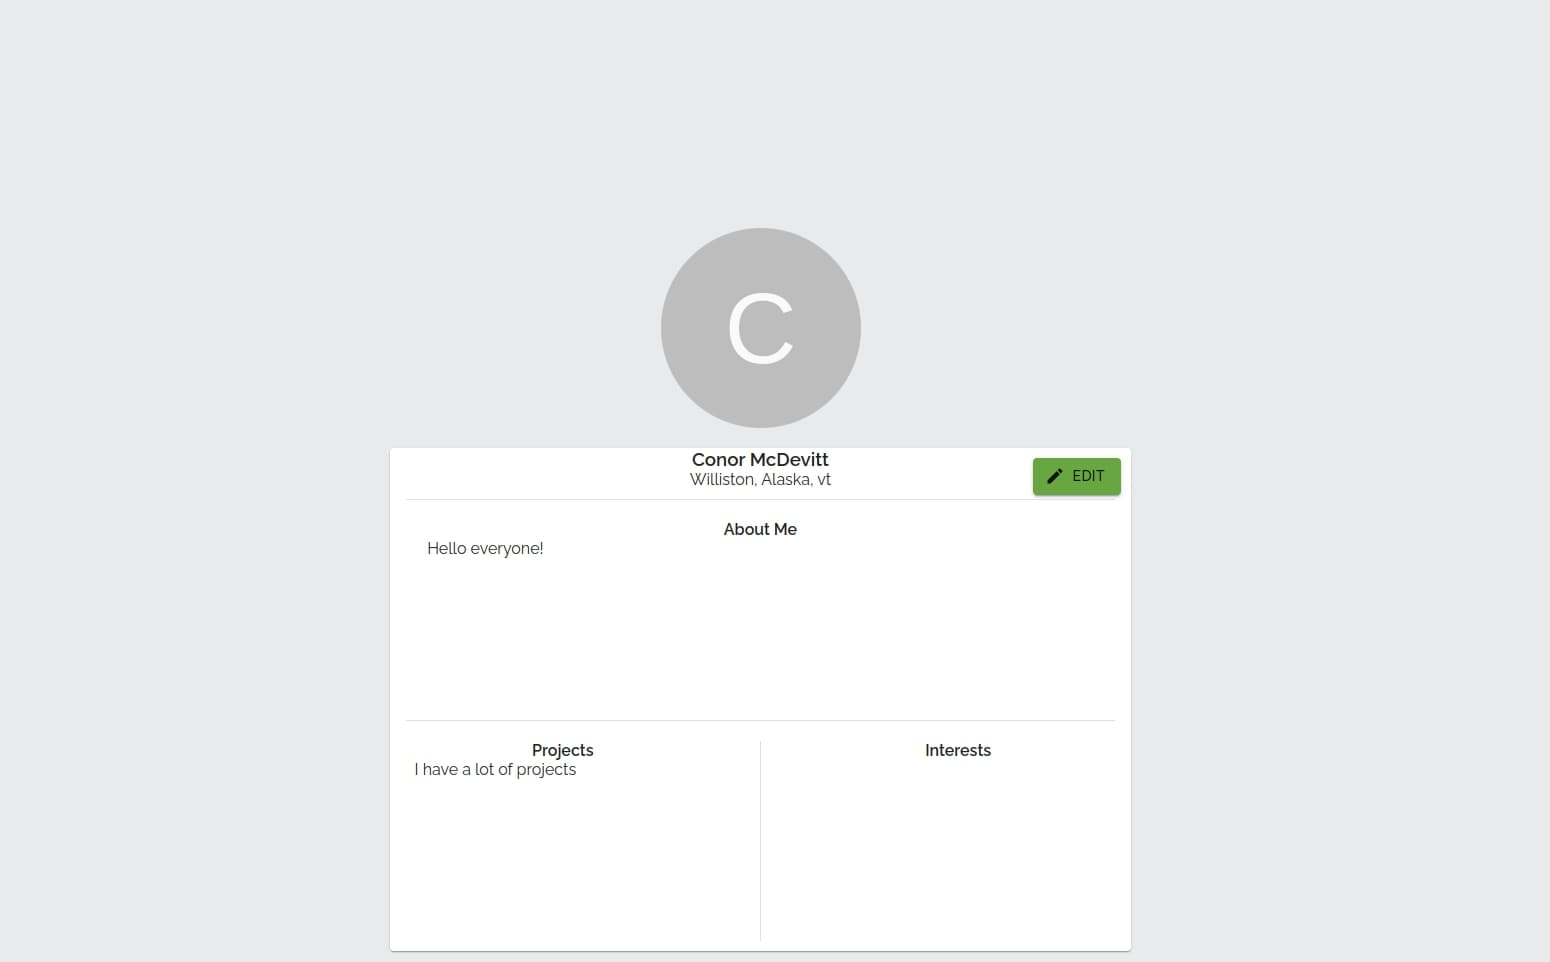 C
Conor McDevitt
Williston, Alaska, vt
EDIT
About Me
Hello everyone!
Projects
I have a lot of projects
Interests